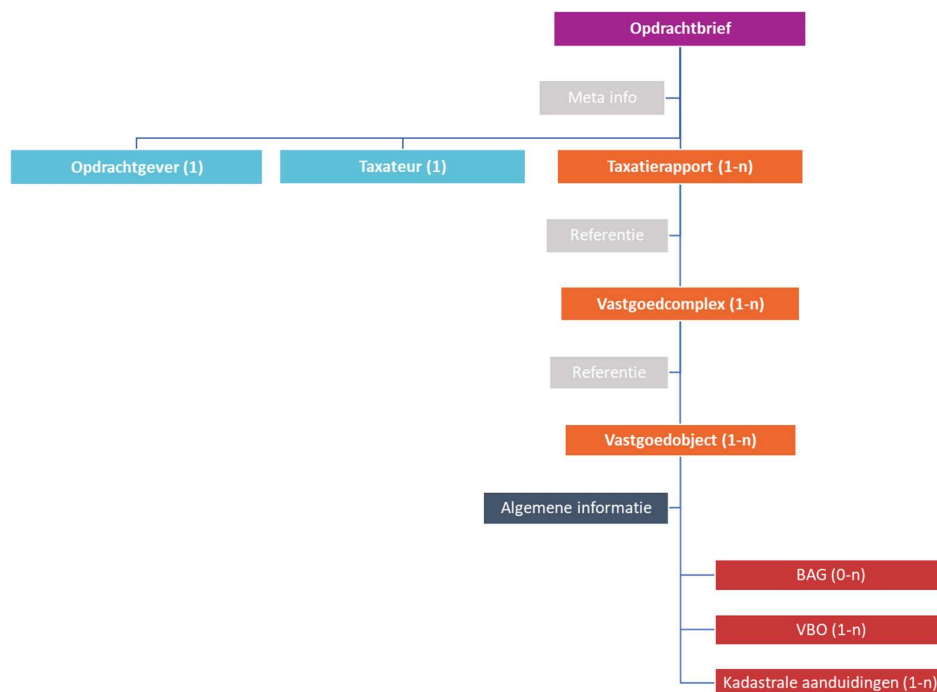 Opdrachtbrief
Meta info
Opdrachtgever (1)
Taxateur (1)
Taxatierapport (1-n)
Referentie
Vastgoedcomplex (1-n)
Referentie
Vastgoedobject (1-n)
Algemene informatie
BAG (0-n)
VBO (1-n)
Kadastrale aanduidingen (1-n)